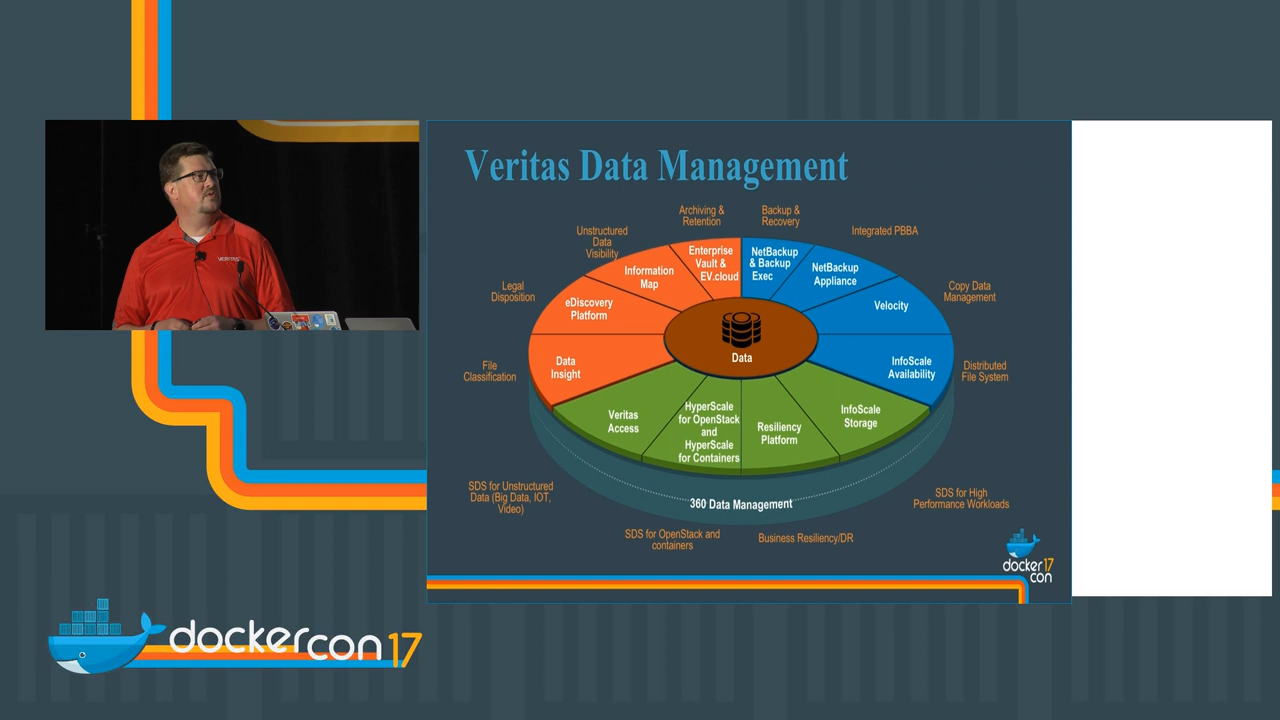 Veritas Data Management
Archiving &
Retention
Backup &
Recovery
Unstructured
Data
Visibility
Integrated PBBA
Legal
Disposition
Copy Data
Management
File
Classification
Distributed
File System
Enterprise
Vault &
EV.cloud
NetBackup
& Backup
Exec
Information
Map
NetBackup
Appliance
eDiscovery
Platform
Velocity
Data
Insight
Data
InfoScale
Availability
Veritas
Access
HyperScale
for OpenStack
and
HyperScale
for Containers
Resiliency
Platform
InfoScale
Storage
360 Data Management
SDS for Unstructured
Data (Big Data, IOT,
Video)
SDS for High
Performance Workloads
SDS for OpenStack and
containers
Business Resiliency/DR
docker 17
con
VERITAS
dockercon 17